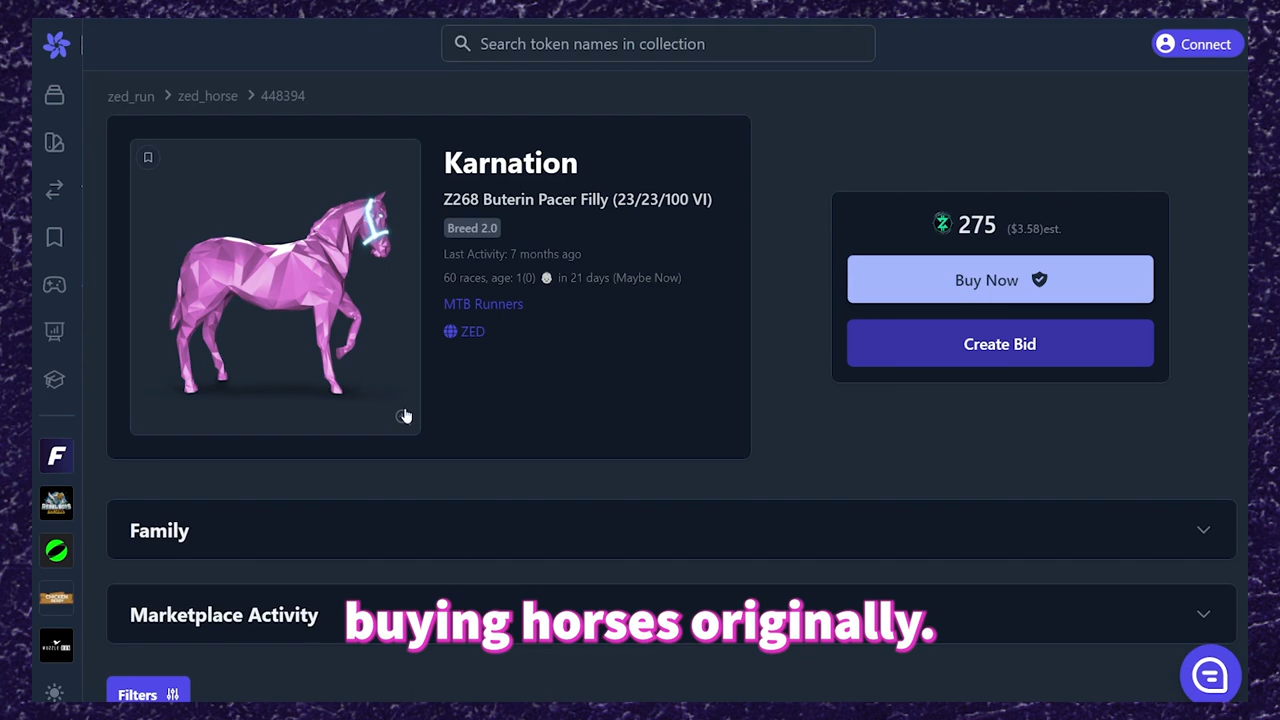 Search token names in collection
Connect
zed_run > zed_horse > 448394
Karnation
Z268 Buterin Pacer Filly (23/23/100 VI)
Breed 2.0
Last Activity: 7 months ago
60 races, age: 1(0) in 21 days (Maybe Now)
MTB Runners
ZED
275 ($3.58)est.
Buy Now
Create Bid
Family
Marketplace Activity
buying horses originally.
Filters